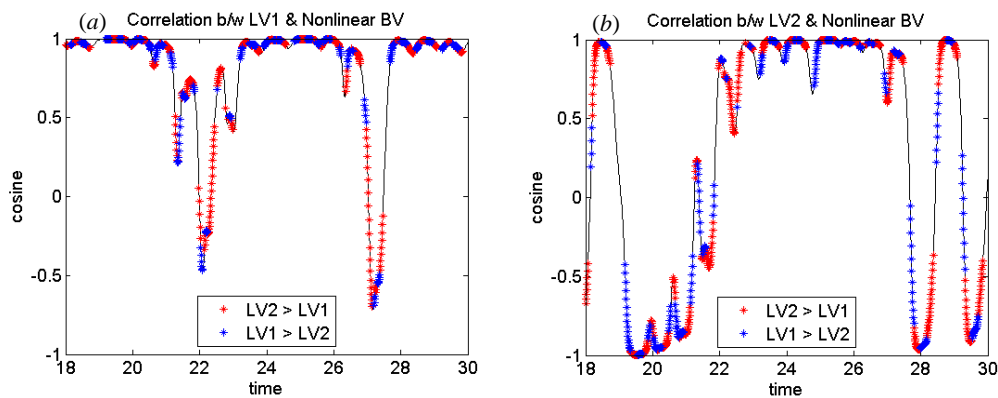 (a) Correlation b/w LV1 & Nonlinear BV
1
0.5
0
-0.5
-1
cosine
LV2 > LV1
LV1 > LV2
18 20 22 24 26 28 30
time
(b) Correlation b/w LV2 & Nonlinear BV
1
0.5
0
-0.5
-1
cosine
LV2 > LV1
LV1 > LV2
18 20 22 24 26 28 30
time